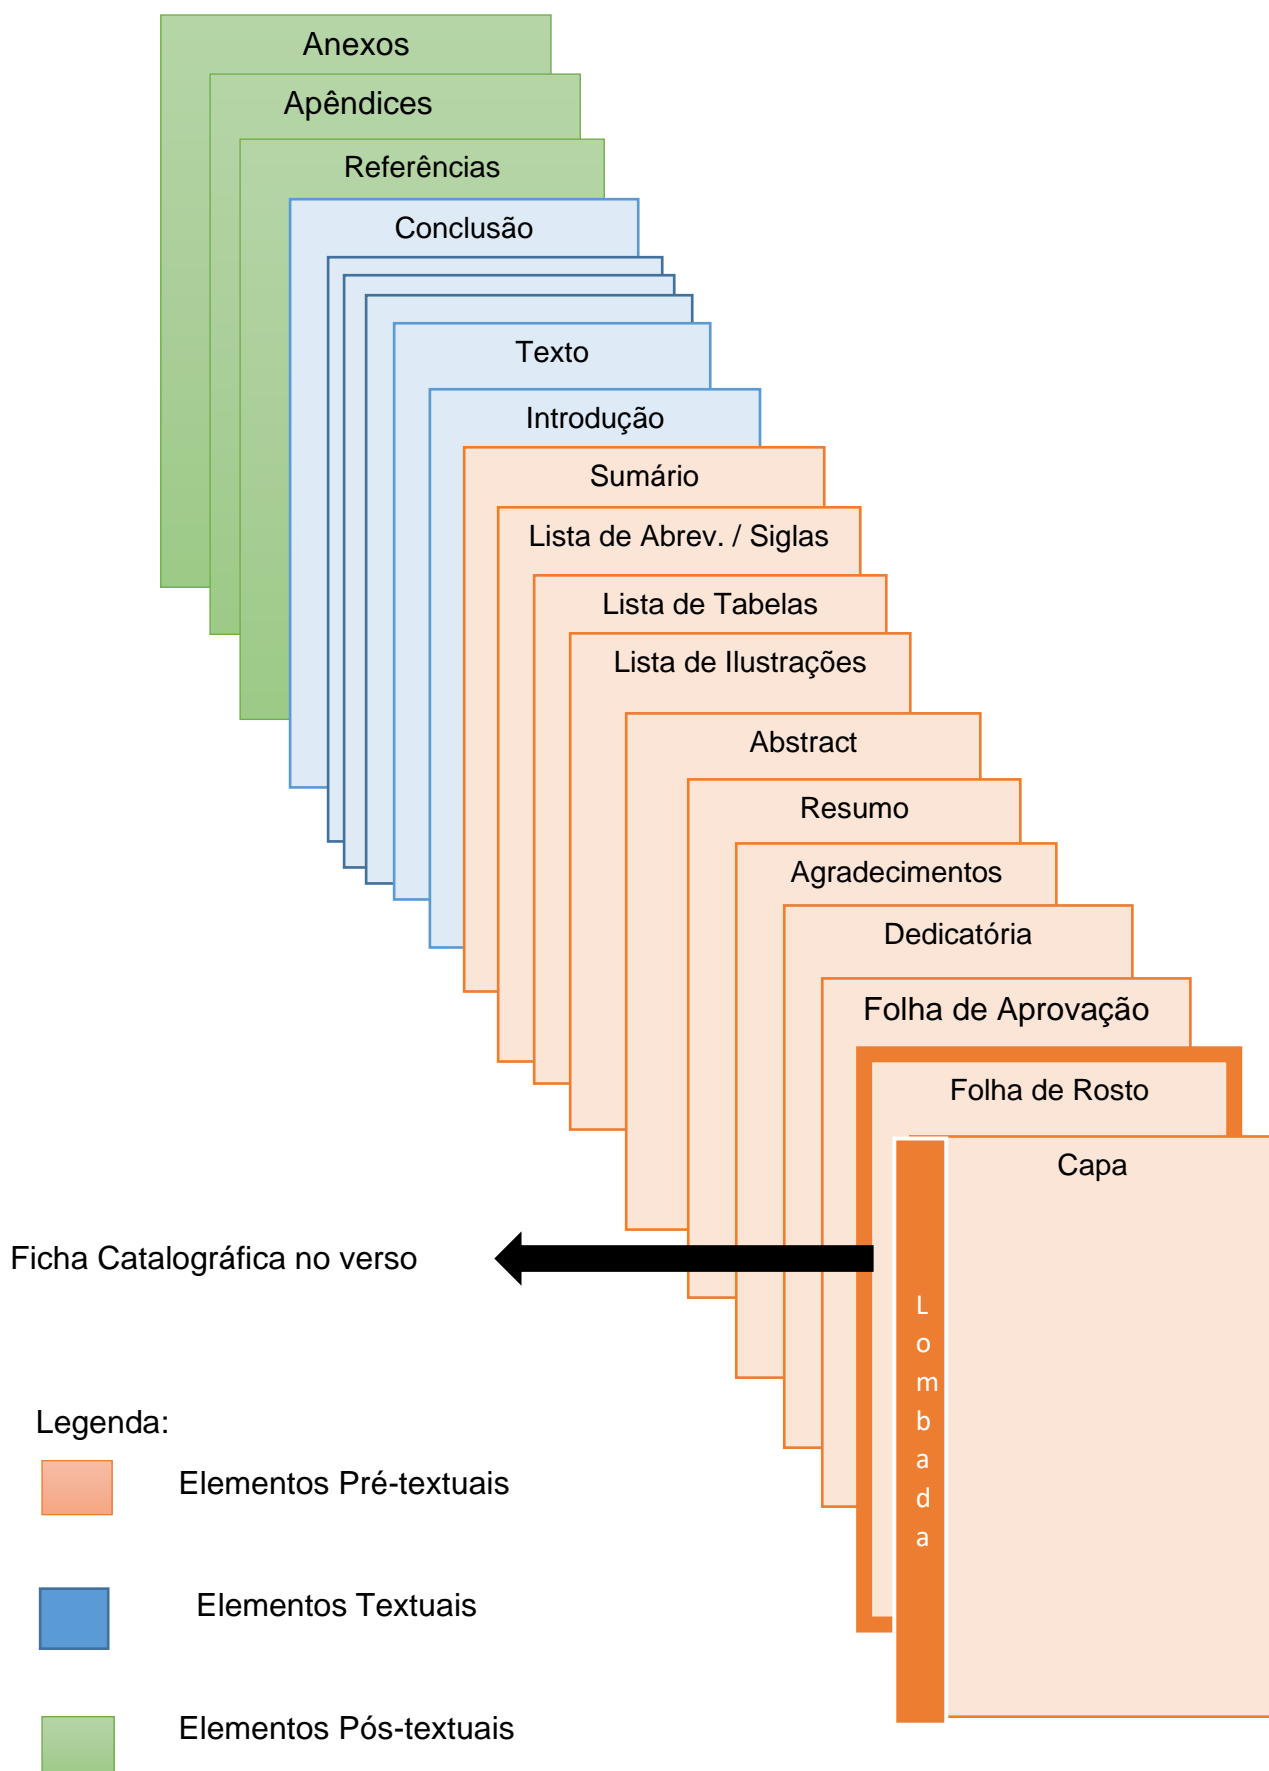 Anexos
Apêndices
Referências
Conclusão
Texto
Introdução
Sumário
Lista de Abrev. / Siglas
Lista de Tabelas
Lista de Ilustrações
Abstract
Resumo
Agradecimentos
Dedicatória
Folha de Aprovação
Folha de Rosto
Capa
Ficha Catalográfica no verso
Lombada
Legenda:
Elementos Pré-textuais
Elementos Textuais
Elementos Pós-textuais